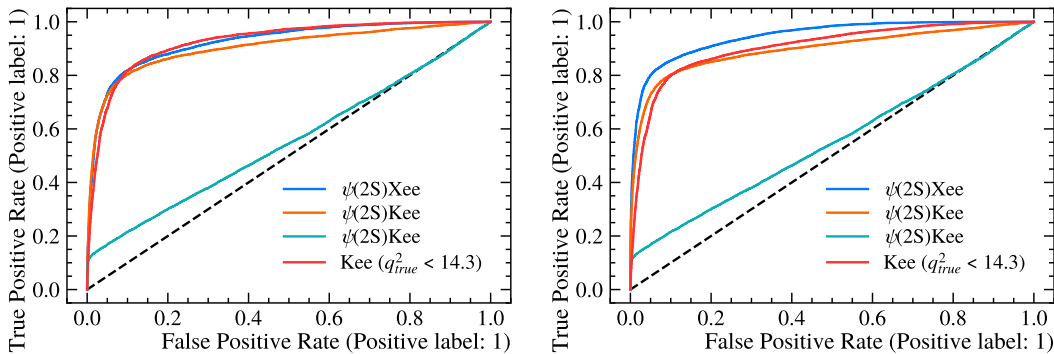 True Positive Rate (Positive label: 1)
1.0
0.8
0.6
0.4
0.2
0.0
ψ(2S)Xee
ψ(2S)Kee
ψ(2S)Kee
Kee (q²true < 14.3)
0.0 0.2 0.4 0.6 0.8 1.0
False Positive Rate (Positive label: 1)
True Positive Rate (Positive label: 1)
1.0
0.8
0.6
0.4
0.2
0.0
ψ(2S)Xee
ψ(2S)Kee
ψ(2S)Kee
Kee (q²true < 14.3)
0.0 0.2 0.4 0.6 0.8 1.0
False Positive Rate (Positive label: 1)